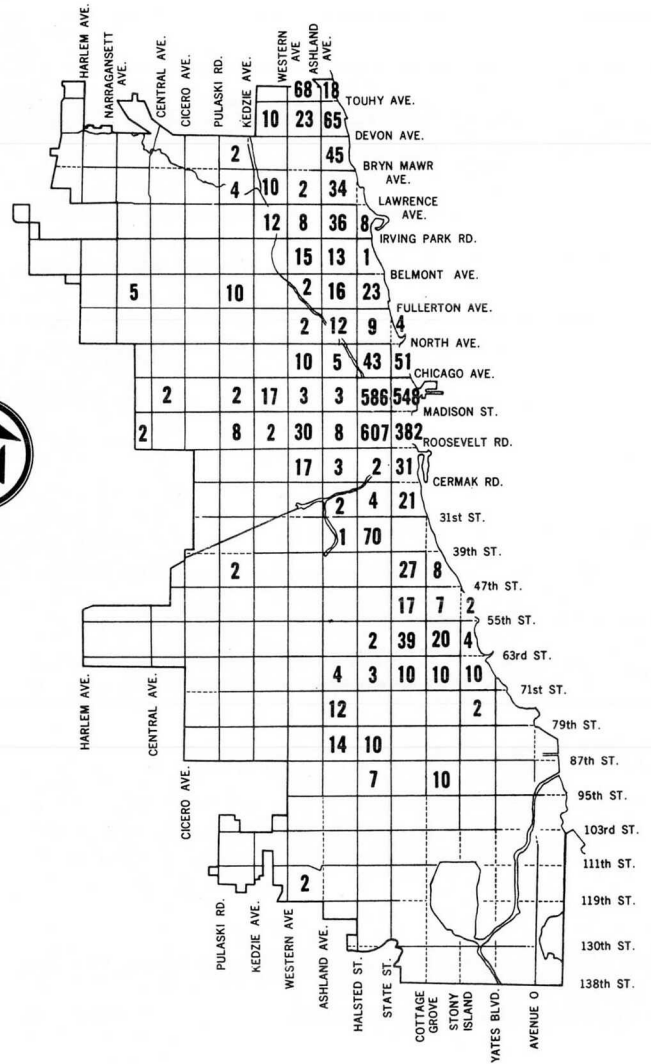 HARLEM AVE.
NARRAGANSETT AVE.
CENTRAL AVE.
CICERO AVE.
PULASKI RD.
KEDZIE AVE.
WESTERN AVE
ASHLAND AVE.
68 18
TOUHY AVE.
10 23 65
DEVON AVE.
2 45
BRYN MAWR AVE.
4 10 2 34
LAWRENCE AVE.
12 8 36 8
IRVING PARK RD.
15 13 1
BELMONT AVE.
5 10 2 16 23
FULLERTON AVE.
2 12 9 4
NORTH AVE.
10 5 43 51
CHICAGO AVE.
2 2 17 3 3 586 548
MADISON ST.
2 8 2 30 8 607 382
ROOSEVELT RD.
17 3 2 31
CERMAK RD.
2 4 21
31st ST.
1 70
39th ST.
2 27 8
47th ST.
17 7 2
55th ST.
2 39 20 4
63rd ST.
4 3 10 10 10
71st ST.
12 2
79th ST.
14 10
87th ST.
7 10
95th ST.
103rd ST.
111th ST.
2
119th ST.
130th ST.
138th ST.
HARLEM AVE.
CENTRAL AVE.
CICERO AVE.
PULASKI RD.
KEDZIE AVE.
WESTERN AVE
ASHLAND AVE.
HALSTED ST.
STATE ST.
COTTAGE GROVE
STONY ISLAND
YATES BLVD.
AVENUE O